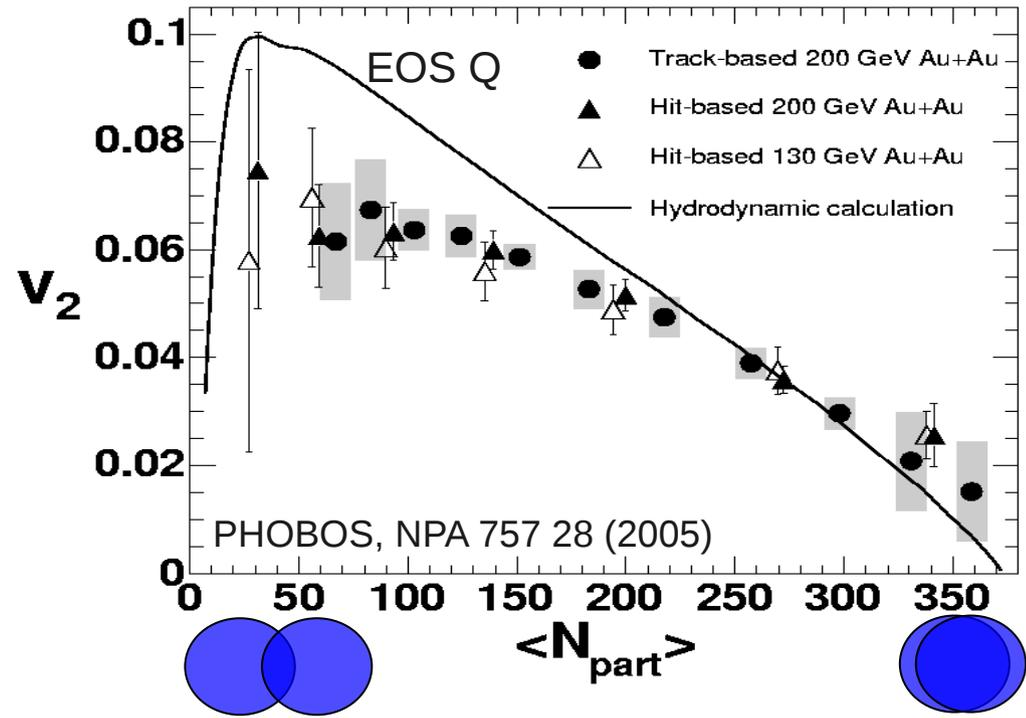 0.1
0.08
0.06
0.04
0.02
0
v2
EOS Q
Track-based 200 GeV Au+Au
Hit-based 200 GeV Au+Au
Hit-based 130 GeV Au+Au
Hydrodynamic calculation
PHOBOS, NPA 757 28 (2005)
0 50 100 150 200 250 300 350
<Npart>